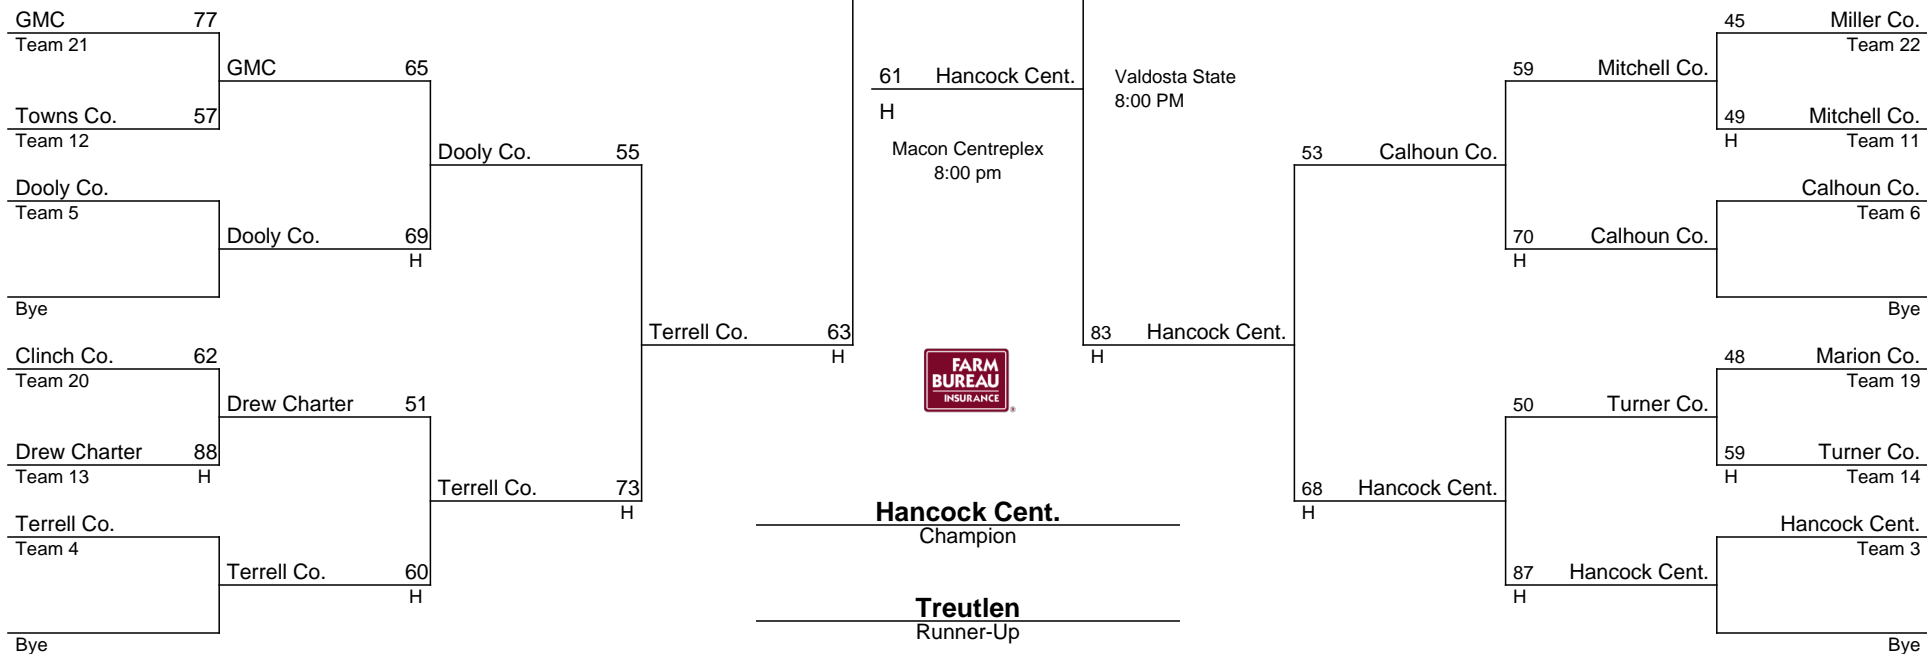 GMC 77
Team 21
GMC 65
Towns Co. 57
Team 12
Dooly Co. 55
Dooly Co.
Team 5
Dooly Co. 69
H
Bye
Terrell Co. 63
H
Clinch Co. 62
Team 20
Drew Charter 51
Drew Charter 88
Team 13 H
Terrell Co. 73
H
Terrell Co.
Team 4
Terrell Co. 60
H
Bye
61 Hancock Cent.
H
Macon Centreplex
8:00 pm
Valdosta State
8:00 PM
FARM
BUREAU
INSURANCE
®
Hancock Cent.
Champion
Treutlen
Runner-Up
45 Miller Co.
Team 22
59 Mitchell Co.
49 Mitchell Co.
H Team 11
53 Calhoun Co.
Calhoun Co.
Team 6
70 Calhoun Co.
H
Bye
83 Hancock Cent.
H
48 Marion Co.
Team 19
50 Turner Co.
59 Turner Co.
H Team 14
68 Hancock Cent.
H
Hancock Cent.
Team 3
87 Hancock Cent.
H
Bye